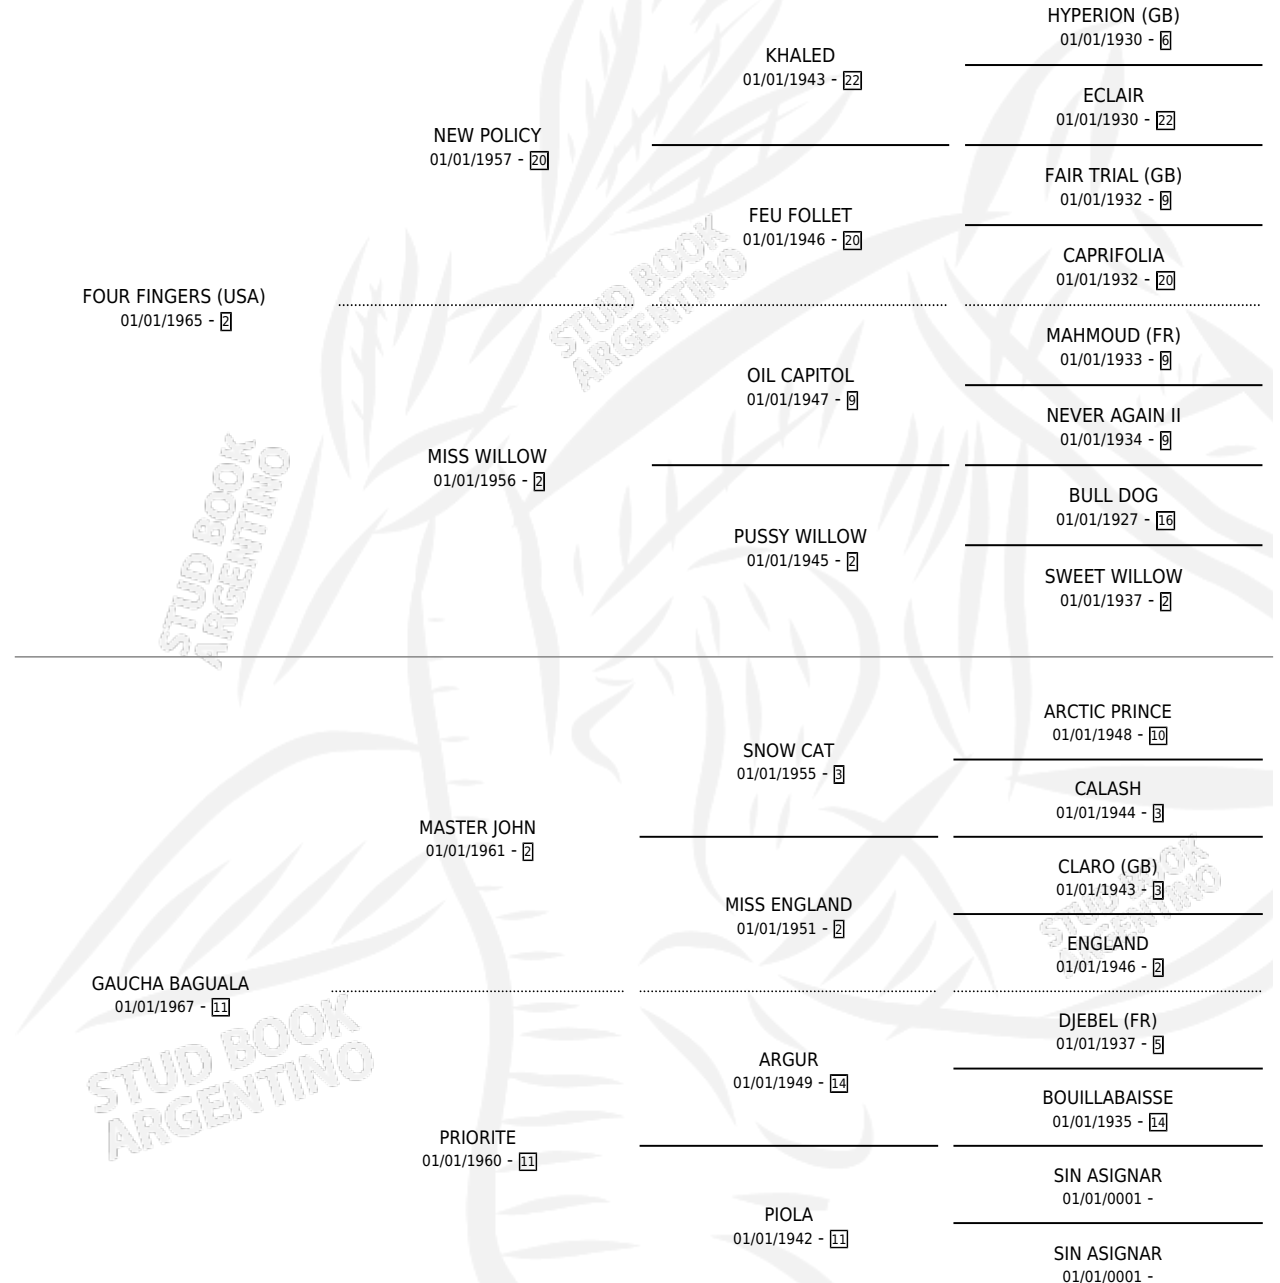 HYPERION (GB)
01/01/1930 - 6
KHALED
01/01/1943 - 22
ECLAIR
01/01/1930 - 22
NEW POLICY
01/01/1957 - 20
FAIR TRIAL (GB)
01/01/1932 - 9
FEU FOLLET
01/01/1946 - 20
CAPRIFOLIA
01/01/1932 - 20
FOUR FINGERS (USA)
01/01/1965 - 2
MAHMOUD (FR)
01/01/1933 - 9
OIL CAPITOL
01/01/1947 - 9
NEVER AGAIN II
01/01/1934 - 9
MISS WILLOW
01/01/1956 - 2
BULL DOG
01/01/1927 - 16
PUSSY WILLOW
01/01/1945 - 2
SWEET WILLOW
01/01/1937 - 2
ARCTIC PRINCE
01/01/1948 - 10
SNOW CAT
01/01/1955 - 3
CALASH
01/01/1944 - 3
MASTER JOHN
01/01/1961 - 2
CLARO (GB)
01/01/1943 - 3
MISS ENGLAND
01/01/1951 - 2
ENGLAND
01/01/1946 - 2
GAUCHA BAGUALA
01/01/1967 - 11
DJEBEL (FR)
01/01/1937 - 5
ARGUR
01/01/1949 - 14
BOUILLABAISSE
01/01/1935 - 14
PRIORITE
01/01/1960 - 11
SIN ASIGNAR
01/01/0001 -
PIOLA
01/01/1942 - 11
SIN ASIGNAR
01/01/0001 -
STUD BOOK
ARGENTINO
STUD BOOK
ARGENTINO
STUD BOOK
ARGENTINO
STUD BOOK
ARGENTINO